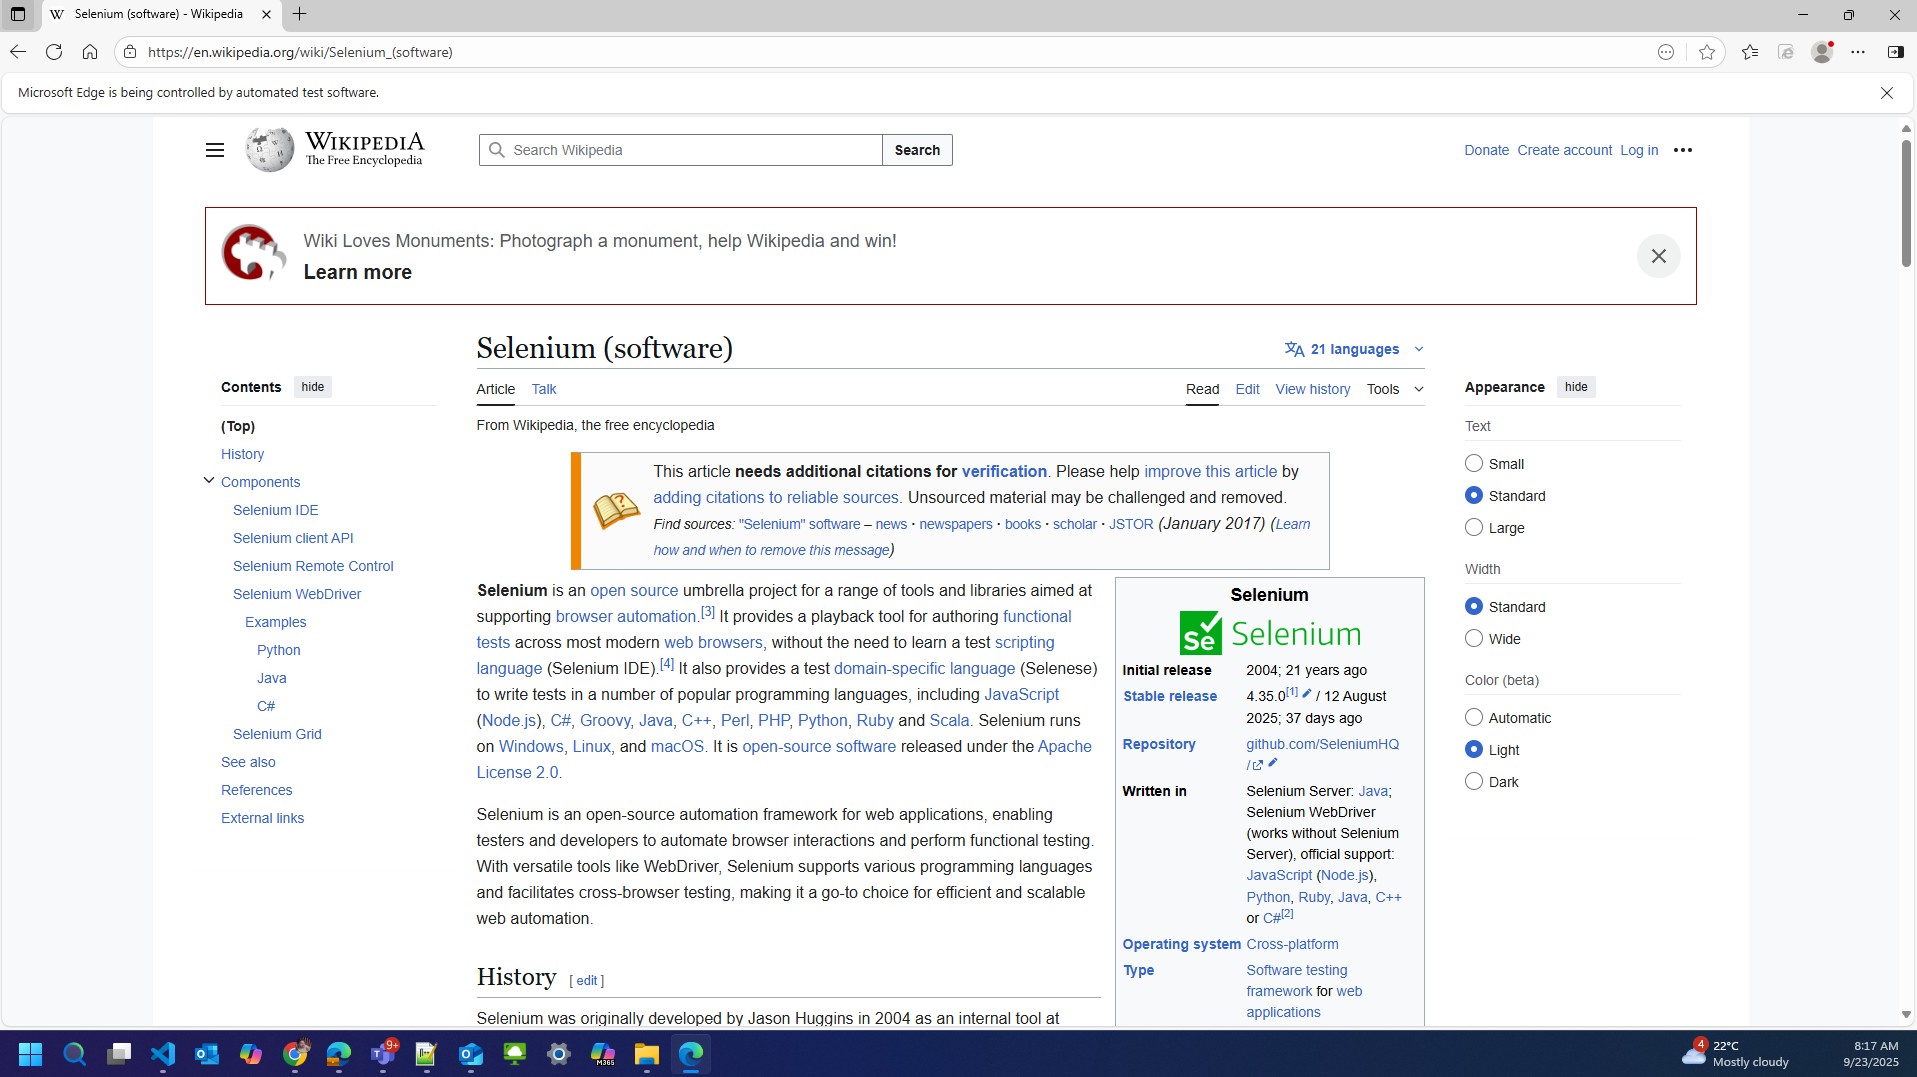 Selenium (software) - Wikipedia
https://en.wikipedia.org/wiki/Selenium_(software)
Microsoft Edge is being controlled by automated test software.
WIKIPEDIA
The Free Encyclopedia
Search Wikipedia
Search
Donate Create account Log in
Wiki Loves Monuments: Photograph a monument, help Wikipedia and win!
Learn more
Selenium (software)
21 languages
Contents hide
(Top)
History
Components
Selenium IDE
Selenium client API
Selenium Remote Control
Selenium WebDriver
Examples
Python
Java
C#
Selenium Grid
See also
References
External links
Article Talk
Read Edit View history Tools
From Wikipedia, the free encyclopedia
This article needs additional citations for verification. Please help improve this article by
adding citations to reliable sources. Unsourced material may be challenged and removed.
Find sources: "Selenium" software – news · newspapers · books · scholar · JSTOR (January 2017) (Learn
how and when to remove this message)
Selenium is an open source umbrella project for a range of tools and libraries aimed at
supporting browser automation.[3] It provides a playback tool for authoring functional
tests across most modern web browsers, without the need to learn a test scripting
language (Selenium IDE).[4] It also provides a test domain-specific language (Selenese)
to write tests in a number of popular programming languages, including JavaScript
(Node.js), C#, Groovy, Java, C++, Perl, PHP, Python, Ruby and Scala. Selenium runs
on Windows, Linux, and macOS. It is open-source software released under the Apache
License 2.0.
Selenium is an open-source automation framework for web applications, enabling
testers and developers to automate browser interactions and perform functional testing.
With versatile tools like WebDriver, Selenium supports various programming languages
and facilitates cross-browser testing, making it a go-to choice for efficient and scalable
web automation.
History [ edit ]
Selenium was originally developed by Jason Huggins in 2004 as an internal tool at
Selenium
Se Selenium
Initial release 2004; 21 years ago
Stable release 4.35.0[1] / 12 August
2025; 37 days ago
Repository github.com/SeleniumHQ
/
Written in Selenium Server: Java;
Selenium WebDriver
(works without Selenium
Server), official support:
JavaScript (Node.js),
Python, Ruby, Java, C++
or C#[2]
Operating system Cross-platform
Type Software testing
framework for web
applications
Appearance hide
Text
Small
Standard
Large
Width
Standard
Wide
Color (beta)
Automatic
Light
Dark
9+
M365
4
22°C
Mostly cloudy
8:17 AM
9/23/2025